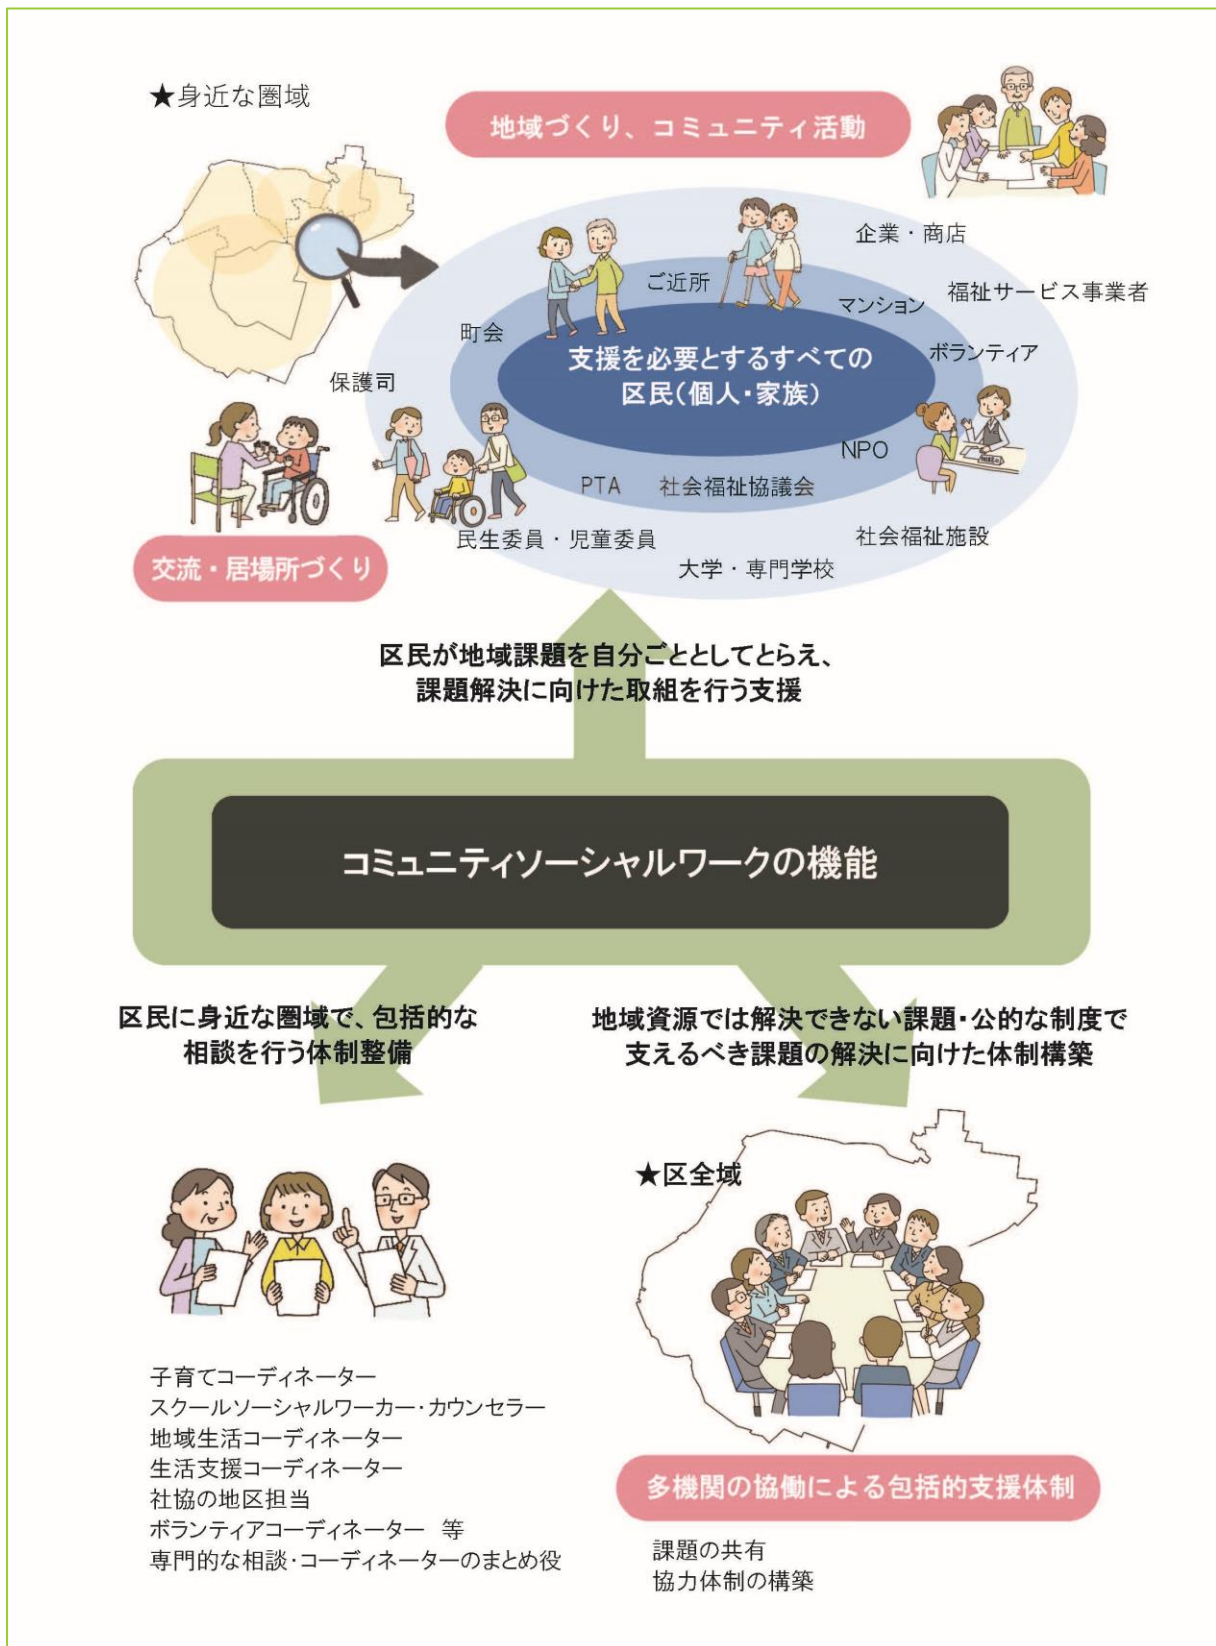 ★身近な圏域
地域づくり、コミュニティ活動
企業・商店
ご近所
福祉サービス事業者
マンション
町会
ボランティア
支援を必要とするすべての
区民(個人・家族)
保護司
NPO
PTA
社会福祉協議会
民生委員・児童委員
社会福祉施設
交流・居場所づくり
大学・専門学校
区民が地域課題を自分ごととしてとらえ、
課題解決に向けた取組を行う支援
コミュニティソーシャルワークの機能
区民に身近な圏域で、包括的な
相談を行う体制整備
地域資源では解決できない課題・公的な制度で
支えるべき課題の解決に向けた体制構築
★区全域
子育てコーディネーター
スクールソーシャルワーカー・カウンセラー
地域生活コーディネーター
生活支援コーディネーター
社協の地区担当
ボランティアコーディネーター 等
専門的な相談・コーディネーターのまとめ役
多機関の協働による包括的支援体制
課題の共有
協力体制の構築